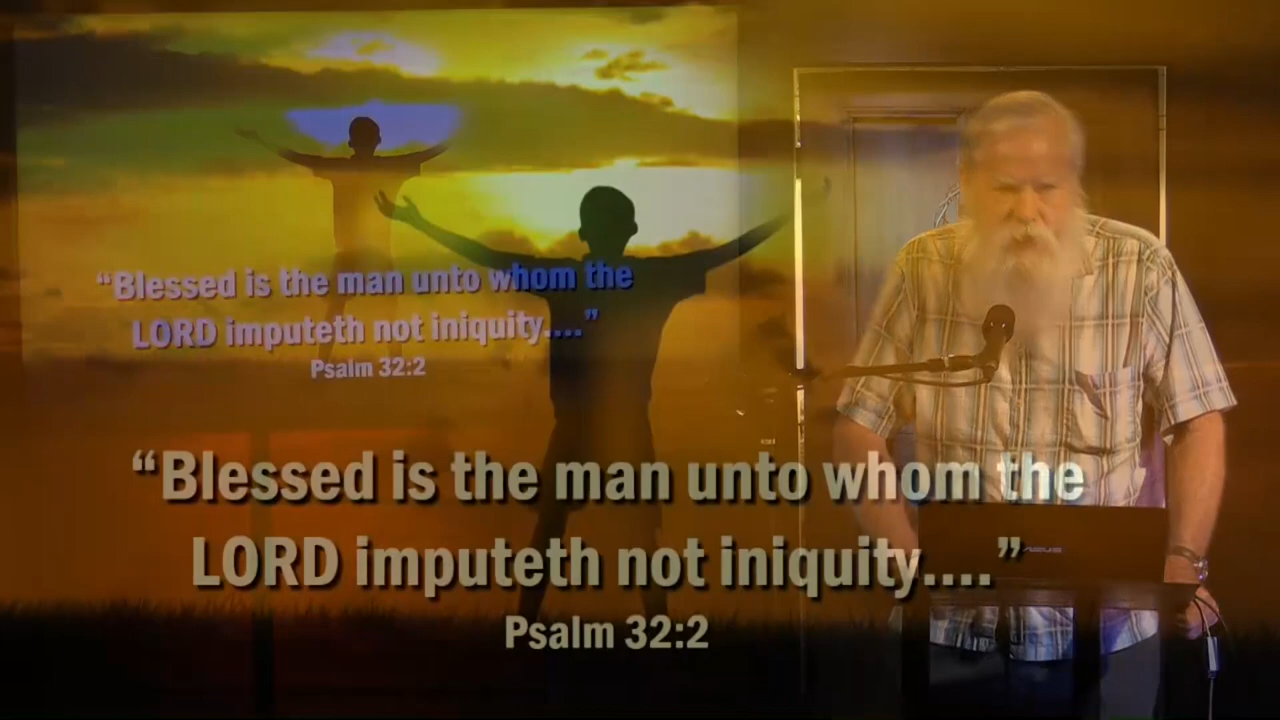 “Blessed is the man unto whom the
LORD imputeth not iniquity....”
Psalm 32:2
“Blessed is the man unto whom the
LORD imputeth not iniquity....”
Psalm 32:2
ASUS